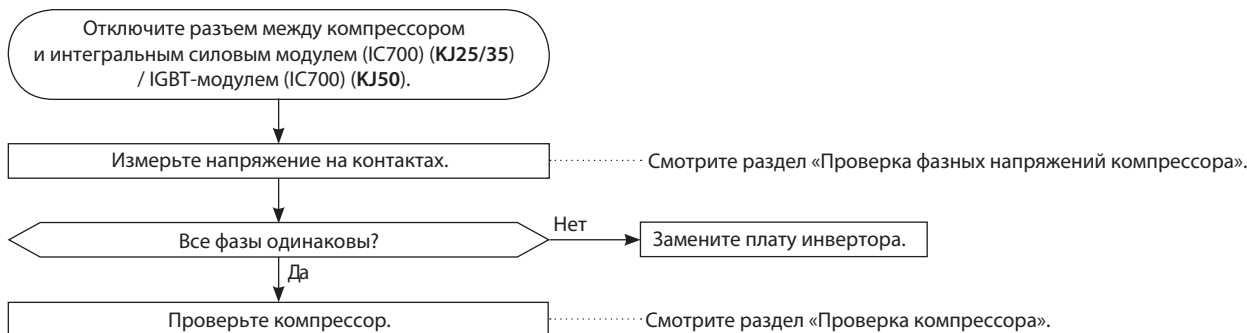 Отключите разъем между компрессором
и интегральным силовым модулем (IC700) (KJ25/35)
/ IGBT-модулем (IC700) (KJ50).
Измерьте напряжение на контактах.
Смотрите раздел «Проверка фазных напряжений компрессора».
Все фазы одинаковы?
Нет
Замените плату инвертора.
Да
Проверьте компрессор.
Смотрите раздел «Проверка компрессора».